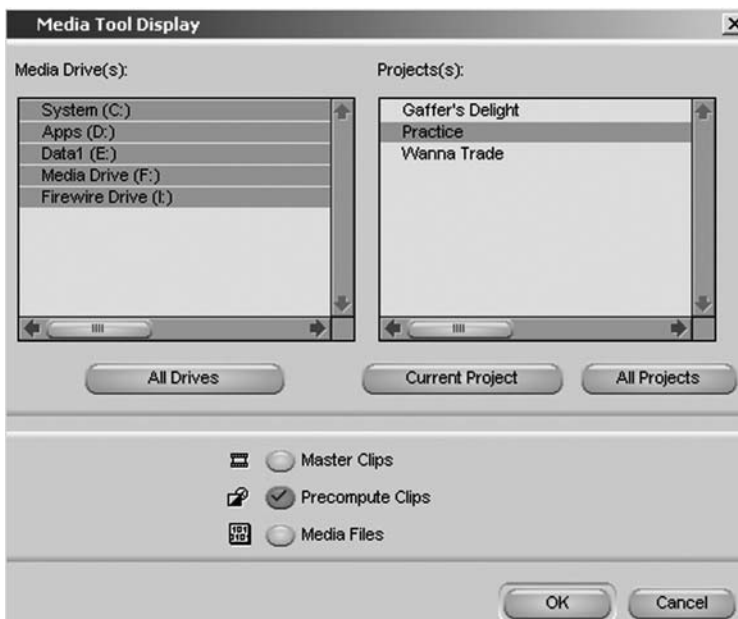 Media Tool Display
Media Drive(s):
Projects(s):
System (C:)
Apps (D:)
Data1 (E:)
Media Drive (F:)
Firewire Drive (I:)
Gaffer's Delight
Practice
Wanna Trade
All Drives
Current Project
All Projects
Master Clips
Precompute Clips
Media Files
OK
Cancel